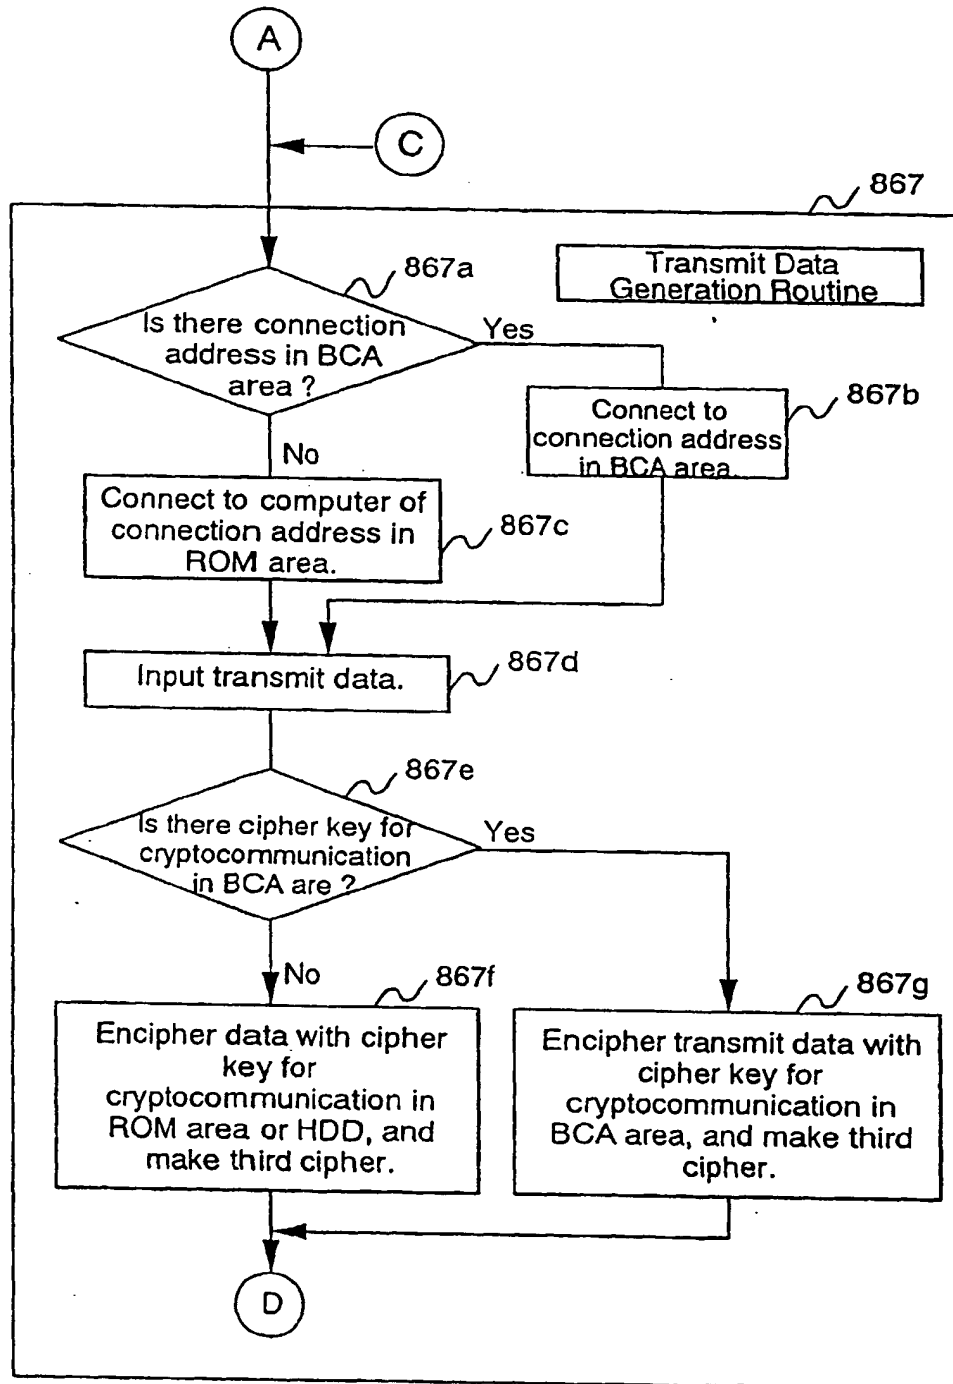 A
C
867
Transmit Data
Generation Routine
867a
Is there connection
address in BCA
area ?
Yes
867b
Connect to
connection address
in BCA area.
No
Connect to computer of
connection address in
ROM area.
867c
Input transmit data.
867d
867e
Is there cipher key for
cryptocommunication
in BCA are ?
Yes
No
867f
Encipher data with cipher
key for
cryptocommunication in
ROM area or HDD, and
make third cipher.
867g
Encipher transmit data with
cipher key for
cryptocommunication in
BCA area, and make third
cipher.
D